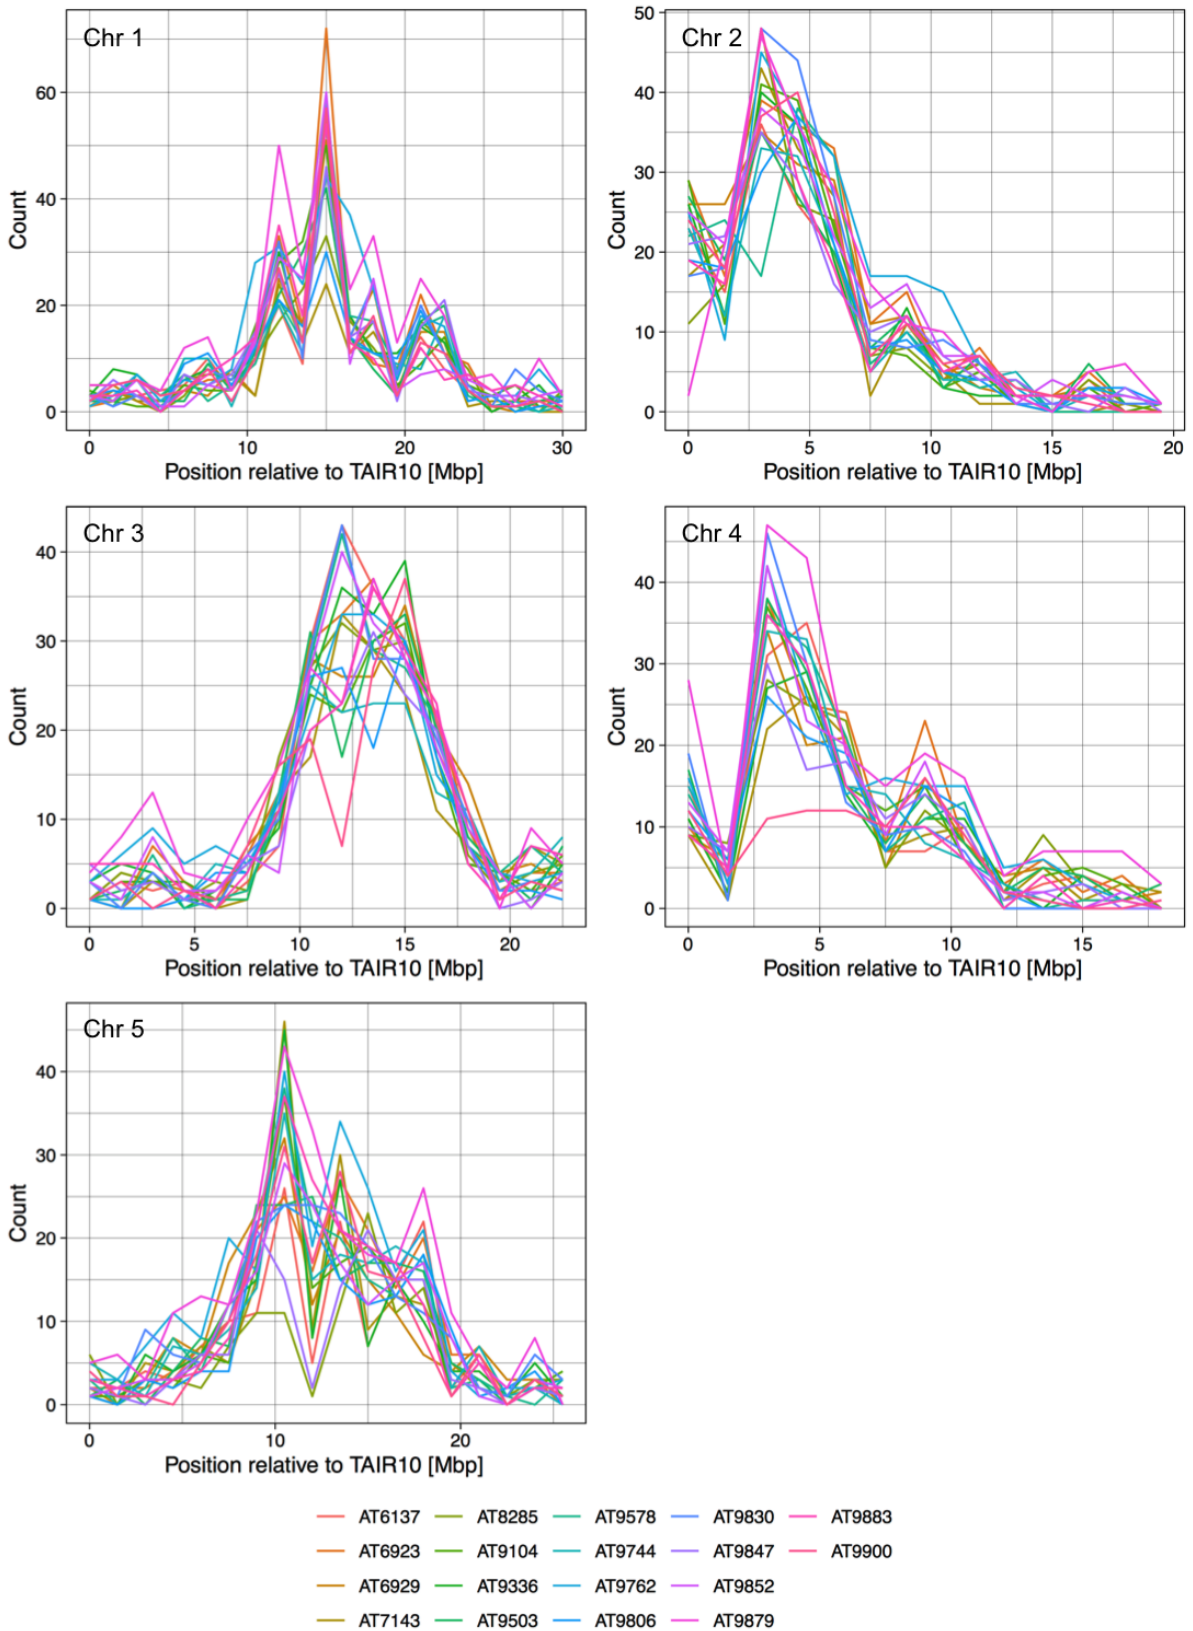 Chr 1
60
40
20
0
Count
0 10 20 30
Position relative to TAIR10 [Mbp]
Chr 2
50
40
30
20
10
0
Count
0 5 10 15 20
Position relative to TAIR10 [Mbp]
Chr 3
40
30
20
10
0
Count
0 5 10 15 20
Position relative to TAIR10 [Mbp]
Chr 4
40
30
20
10
0
Count
0 5 10 15
Position relative to TAIR10 [Mbp]
Chr 5
40
30
20
10
0
Count
0 10 20
Position relative to TAIR10 [Mbp]
AT6137 AT8285 AT9578 AT9830 AT9883
AT6923 AT9104 AT9744 AT9847 AT9900
AT6929 AT9336 AT9762 AT9852
AT7143 AT9503 AT9806 AT9879